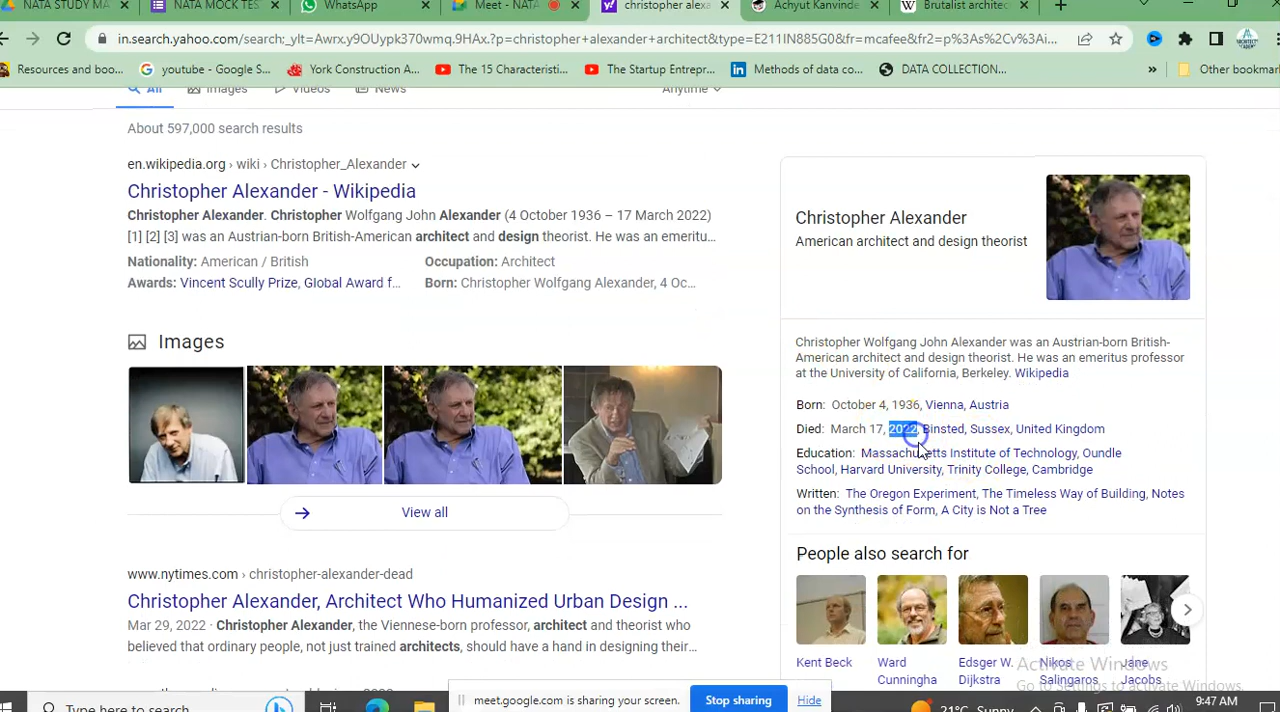 NATA STUDY MA
NATA MOCK TES
WhatsApp
Meet - NATA
christopher alexa
Achyut Kanvinde
Brutalist architec
in.search.yahoo.com/search;_ylt=Awrx.y9OUypk370wmq.9HAx.?p=christopher+alexander+architect&type=E211IN885G0&fr=mcafee&fr2=p%3As%2Cv%3Ai...
Resources and boo...
youtube - Google S...
York Construction A...
The 15 Characteristi...
The Startup Entrepr...
Methods of data co...
DATA COLLECTION...
»
Other bookmar
All
Images
Videos
News
Anytime
About 597,000 search results
en.wikipedia.org › wiki › Christopher_Alexander
Christopher Alexander - Wikipedia
Christopher Alexander. Christopher Wolfgang John Alexander (4 October 1936 – 17 March 2022)
[1] [2] [3] was an Austrian-born British-American architect and design theorist. He was an emeritu...
Nationality: American / British
Occupation: Architect
Awards: Vincent Scully Prize, Global Award f...
Born: Christopher Wolfgang Alexander, 4 Oc...
Images
View all
www.nytimes.com › christopher-alexander-dead
Christopher Alexander, Architect Who Humanized Urban Design ...
Mar 29, 2022 · Christopher Alexander, the Viennese-born professor, architect and theorist who
believed that ordinary people, not just trained architects, should have a hand in designing their...
Christopher Alexander
American architect and design theorist
Christopher Wolfgang John Alexander was an Austrian-born British-
American architect and design theorist. He was an emeritus professor
at the University of California, Berkeley. Wikipedia
Born: October 4, 1936, Vienna, Austria
Died: March 17, 2022, Binsted, Sussex, United Kingdom
Education: Massachusetts Institute of Technology, Oundle
School, Harvard University, Trinity College, Cambridge
Written: The Oregon Experiment, The Timeless Way of Building, Notes
on the Synthesis of Form, A City is Not a Tree
People also search for
Kent Beck
Ward
Cunningha
Edsger W.
Dijkstra
Nikos
Salingaros
Jane
Jacobs
Activate Windows
Go to Settings to activate Windows.
Type here to search
meet.google.com is sharing your screen.
Stop sharing
Hide
21°C Sunny
9:47 AM